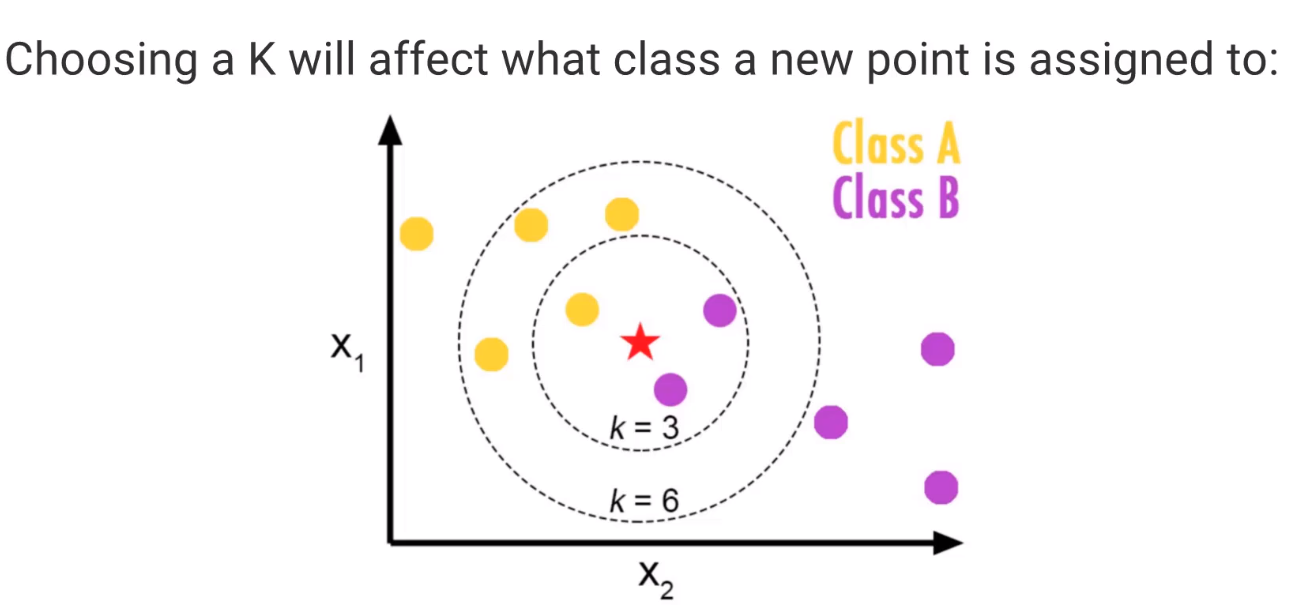 Choosing a K will affect what class a new point is assigned to:
Class A
Class B
X₁
k = 3
k = 6
X₂